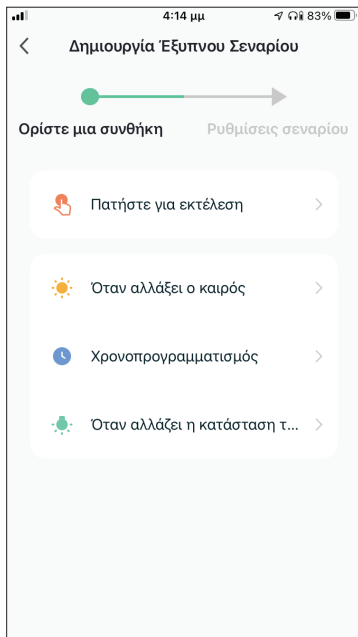 4:14 μμ 83%
Δημιουργία Έξυπνου Σεναρίου
Ορίστε μια συνθήκη Ρυθμίσεις σεναρίου
Πατήστε για εκτέλεση
Όταν αλλάξει ο καιρός
Χρονοπρογραμματισμός
Όταν αλλάζει η κατάσταση τ...